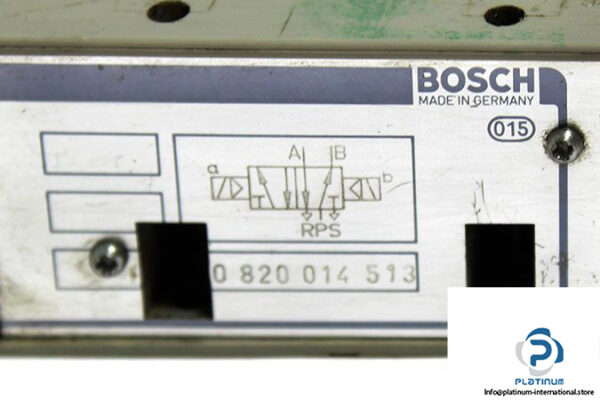 BOSCH
MADE IN GERMANY
015
A B
a b
RPS
0 820 014 513
P
PLATINUM
Info@platinum-international.store